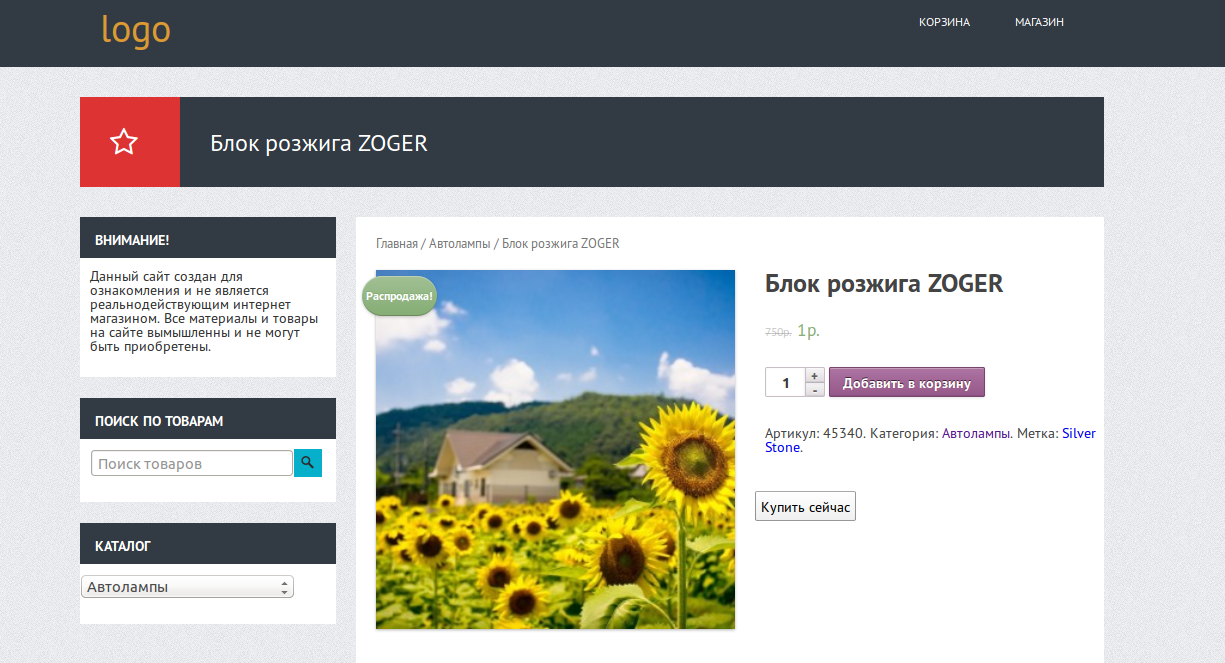 logo
КОРЗИНА
МАГАЗИН
Блок розжига ZOGER
ВНИМАНИЕ!
Данный сайт создан для
ознакомления и не является
реальнодействующим интернет
магазином. Все материалы и товары
на сайте вымышленны и не могут
быть приобретены.
ПОИСК ПО ТОВАРАМ
Поиск товаров
КАТАЛОГ
Автолампы
Главная / Автолампы / Блок розжига ZOGER
Распродажа!
Блок розжига ZOGER
750р. 1р.
1 + -
Добавить в корзину
Артикул: 45340. Категория: Автолампы. Метка: Silver
Stone.
Купить сейчас